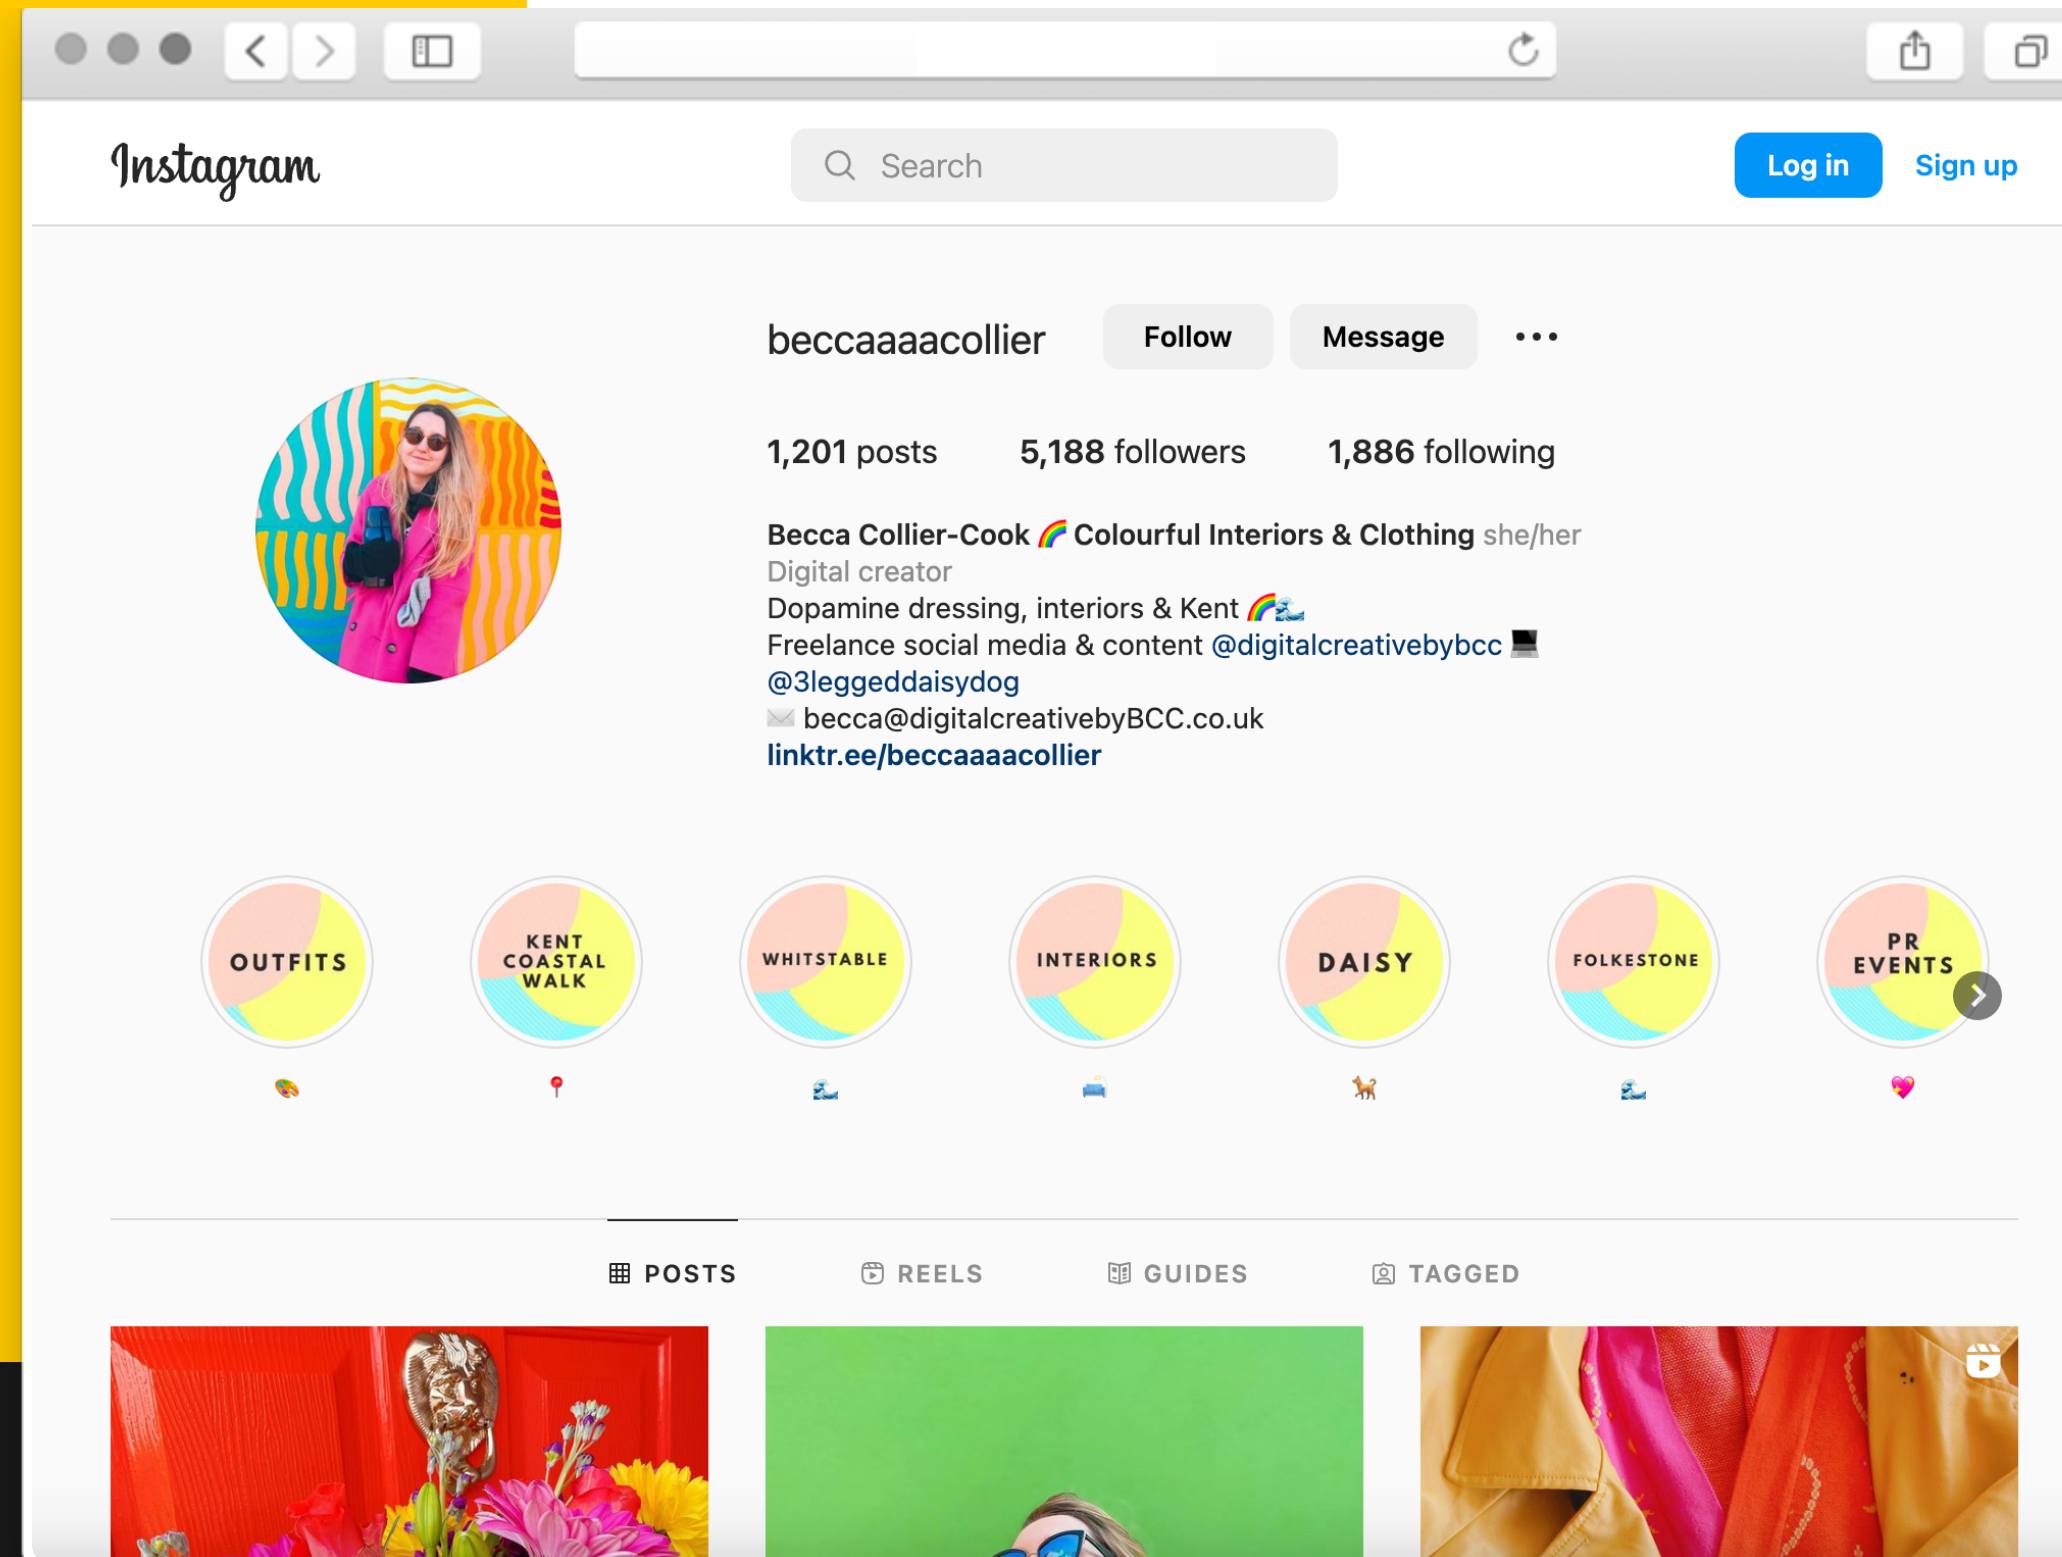 Instagram
Search
Log in
Sign up
beccaaaacollier
Follow
Message
1,201 posts
5,188 followers
1,886 following
Becca Collier-Cook 🌈 Colourful Interiors & Clothing she/her
Digital creator
Dopamine dressing, interiors & Kent 🌈🌊
Freelance social media & content @digitalcreativebybcc 💻
@3leggeddaisydog
✉️ becca@digitalcreativebyBCC.co.uk
linktr.ee/beccaaaacollier
OUTFITS
KENT
COASTAL
WALK
WHITSTABLE
INTERIORS
DAISY
FOLKESTONE
PR
EVENTS
POSTS
REELS
GUIDES
TAGGED